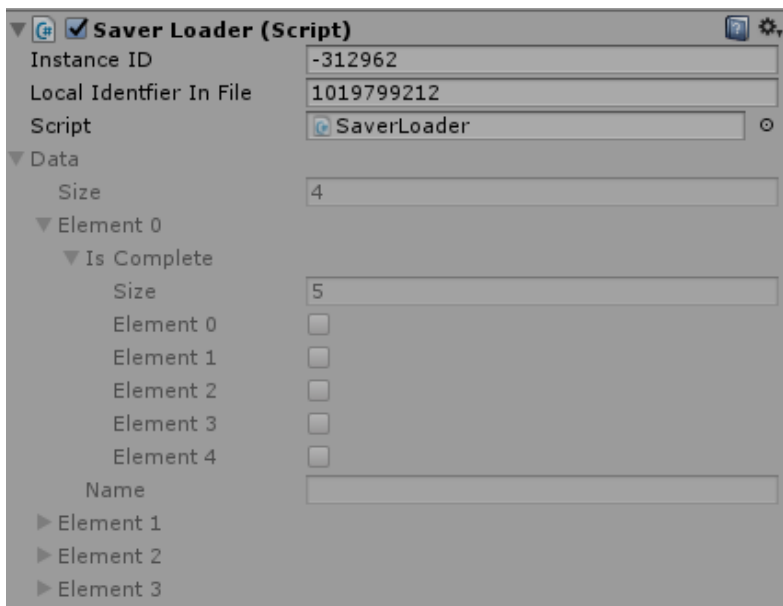 Saver Loader (Script)
Instance ID -312962
Local Identfier In File 1019799212
Script SaverLoader
Data
Size 4
Element 0
Is Complete
Size 5
Element 0
Element 1
Element 2
Element 3
Element 4
Name
Element 1
Element 2
Element 3